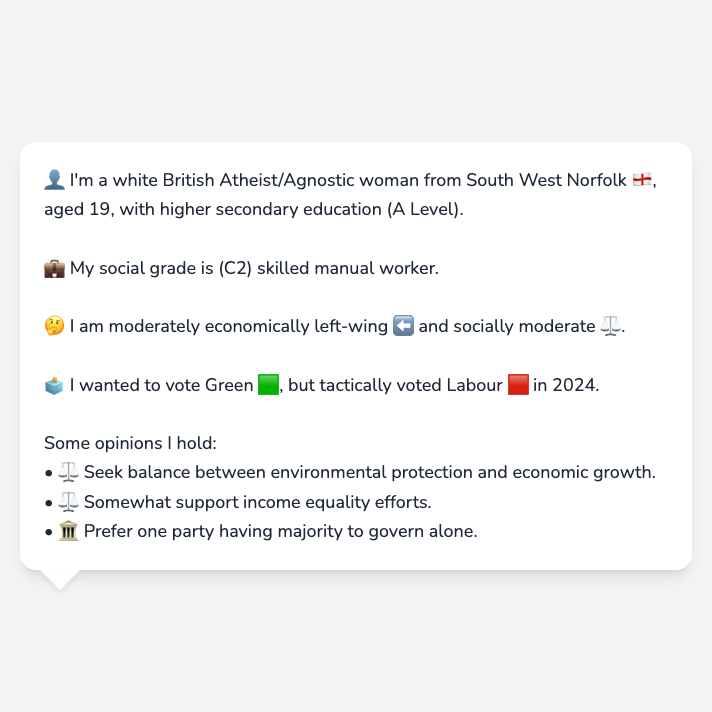 👤 I'm a white British Atheist/Agnostic woman from South West Norfolk 🏴󠁧󠁢󠁥󠁮󠁧󠁿,
aged 19, with higher secondary education (A Level).
💼 My social grade is (C2) skilled manual worker.
🤔 I am moderately economically left-wing ⬅️ and socially moderate ⚖️.
🗳️ I wanted to vote Green 🟩, but tactically voted Labour 🟥 in 2024.
Some opinions I hold:
• ⚖️ Seek balance between environmental protection and economic growth.
• ⚖️ Somewhat support income equality efforts.
• 🏛️ Prefer one party having majority to govern alone.